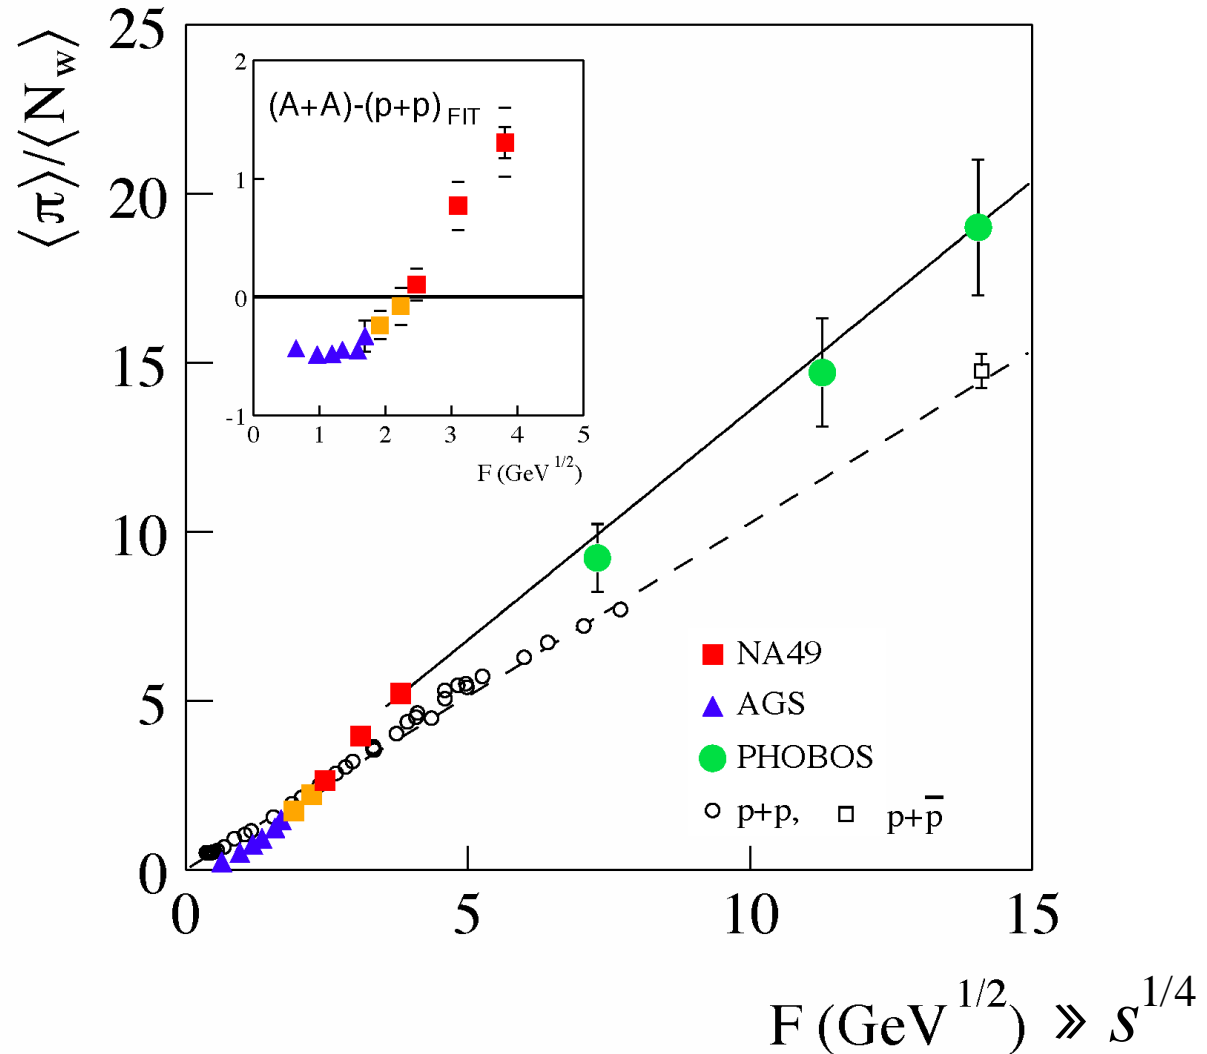 ⟨π⟩/⟨N_w⟩
25
20
15
10
5
0
2
1
0
-1
(A+A)-(p+p) FIT
0 1 2 3 4 5
F (GeV 1/2)
NA49
AGS
PHOBOS
p+p, p+p̅
0 5 10 15
F (GeV 1/2) ≫ s 1/4